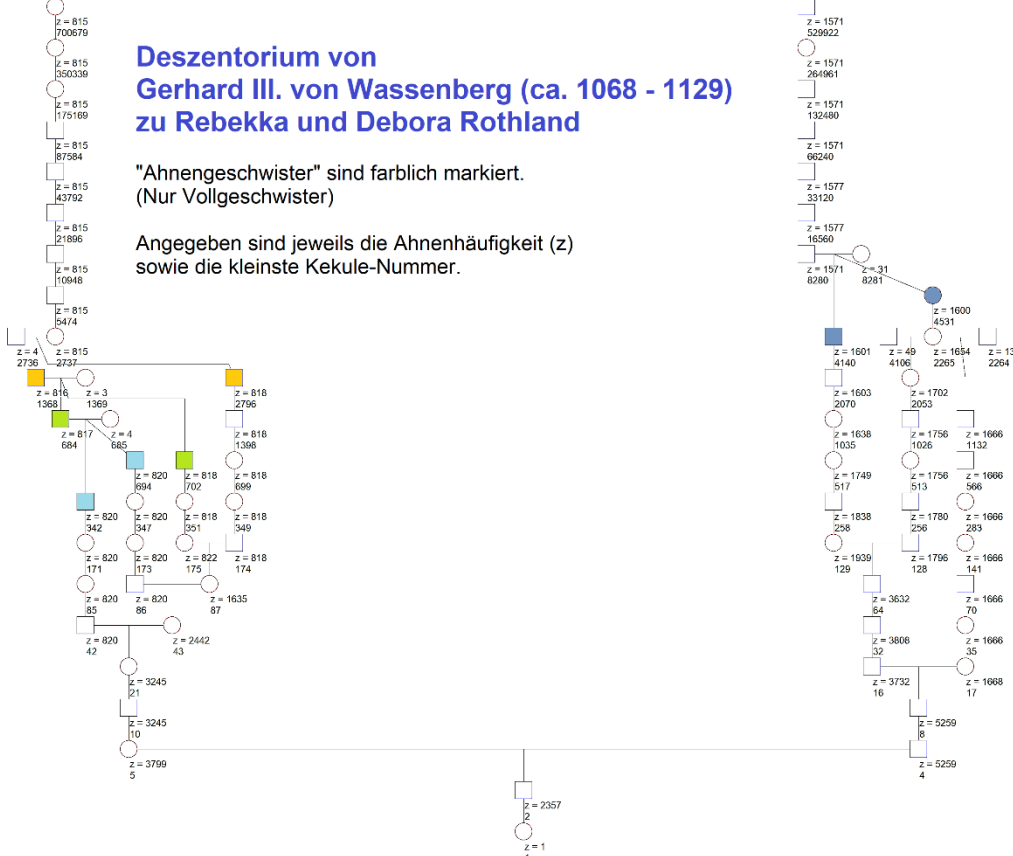 z = 815
700679
z = 1571
529922
Deszentorium von
Gerhard III. von Wassenberg (ca. 1068 - 1129)
zu Rebekka und Debora Rothland
z = 815
350339
z = 1571
264961
z = 815
175169
z = 1571
132480
z = 815
87584
z = 1571
66240
"Ahnengeschwister" sind farblich markiert.
(Nur Vollgeschwister)
z = 815
43792
z = 1577
33120
z = 815
21896
z = 1577
16560
Angegeben sind jeweils die Ahnenhäufigkeit (z)
sowie die kleinste Kekule-Nummer.
z = 815
10948
z = 1571
8280
z = 31
8281
z = 815
5474
z = 1600
4531
z = 4
2736
z = 815
2737
z = 1601
4140
z = 49
4106
z = 1654
2265
z = 13
2264
z = 816
1368
z = 3
1369
z = 818
2796
z = 1603
2070
z = 1702
2053
z = 817
684
z = 4
685
z = 818
1398
z = 1638
1035
z = 1756
1026
z = 1666
1132
z = 820
694
z = 818
702
z = 818
699
z = 1749
517
z = 1756
513
z = 1666
566
z = 820
342
z = 820
347
z = 818
351
z = 818
349
z = 1838
258
z = 1780
256
z = 1666
283
z = 820
171
z = 820
173
z = 822
175
z = 818
174
z = 1939
129
z = 1796
128
z = 1666
141
z = 820
85
z = 820
86
z = 1635
87
z = 3632
64
z = 1666
70
z = 820
42
z = 2442
43
z = 3808
32
z = 1666
35
z = 3245
21
z = 3732
16
z = 1668
17
z = 3245
10
z = 5259
8
z = 3799
5
z = 5259
4
z = 2357
2
z = 1